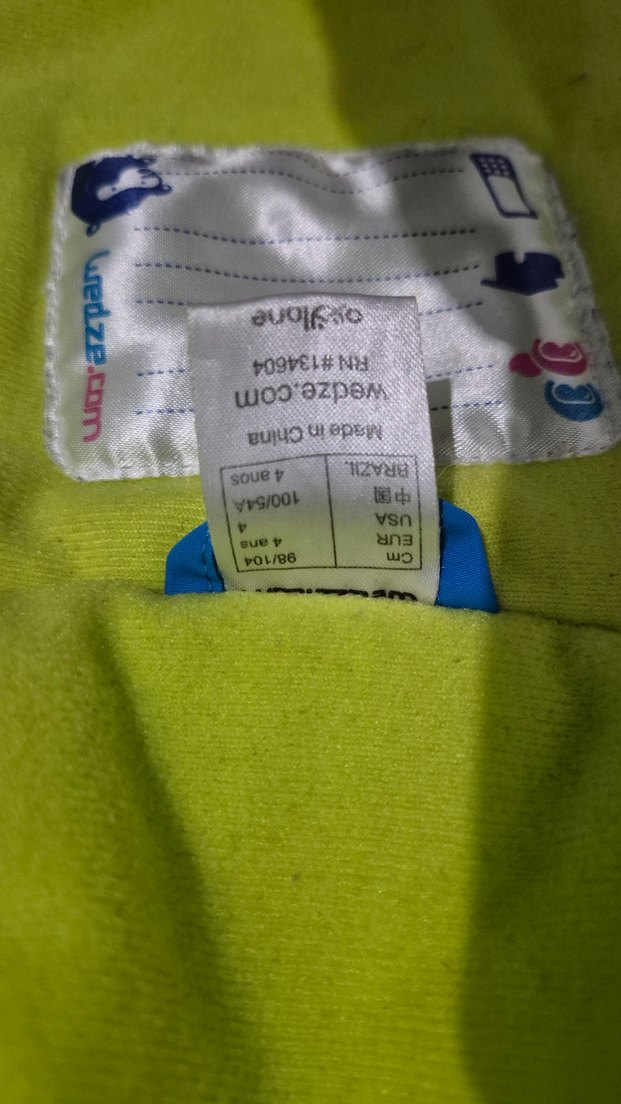 wedze.com
Cm 98/104
EUR 4 ans
USA 4
中国 100/54A
BRAZIL 4 anos
Made in China
wedze.com
RN#134604
oxylane